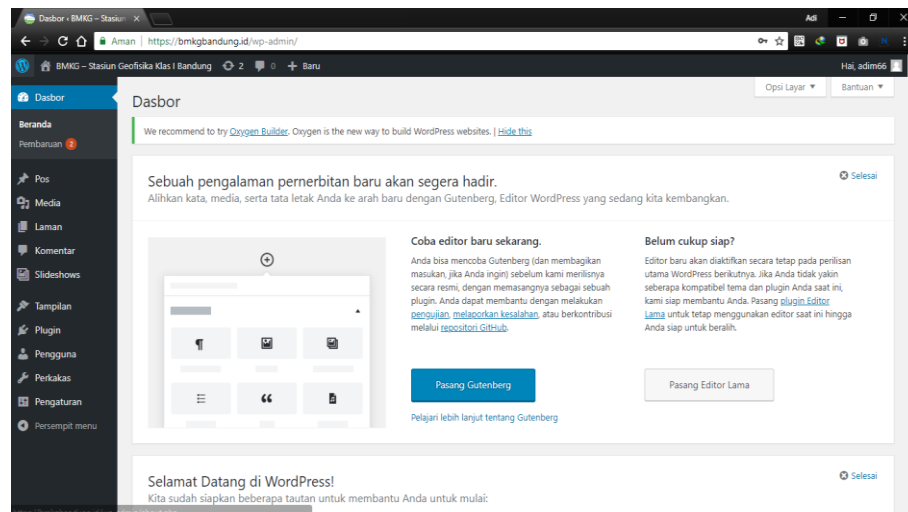 Dasbor ‹ BMKG – Stasiun
Adi
Aman | https://bmkgbandung.id/wp-admin/
BMKG – Stasiun Geofisika Klas I Bandung 2 0 + Baru
Hai, adim66
Dasbor
Beranda
Pembaruan 2
Pos
Media
Laman
Komentar
Slideshows
Tampilan
Plugin
Pengguna
Perkakas
Pengaturan
Persempit menu
Opsi Layar
Bantuan
Dasbor
We recommend to try Oxygen Builder. Oxygen is the new way to build WordPress websites. | Hide this
Sebuah pengalaman pernerbitan baru akan segera hadir.
Selesai
Alihkan kata, media, serta tata letak Anda ke arah baru dengan Gutenberg, Editor WordPress yang sedang kita kembangkan.
Coba editor baru sekarang.
Anda bisa mencoba Gutenberg (dan membagikan
masukan, jika Anda ingin) sebelum kami merilisnya
secara resmi, dengan memasangnya sebagai sebuah
plugin. Anda dapat membantu dengan melakukan
pengujian, melaporkan kesalahan, atau berkontribusi
melalui repositori GitHub.
Pasang Gutenberg
Pelajari lebih lanjut tentang Gutenberg
Belum cukup siap?
Editor baru akan diaktifkan secara tetap pada perilisan
utama WordPress berikutnya. Jika Anda tidak yakin
seberapa kompatibel tema dan plugin Anda saat ini,
kami siap membantu Anda. Pasang plugin Editor
Lama untuk tetap menggunakan editor saat ini hingga
Anda siap untuk beralih.
Pasang Editor Lama
Selamat Datang di WordPress!
Selesai
Kita sudah siapkan beberapa tautan untuk membantu Anda untuk mulai: